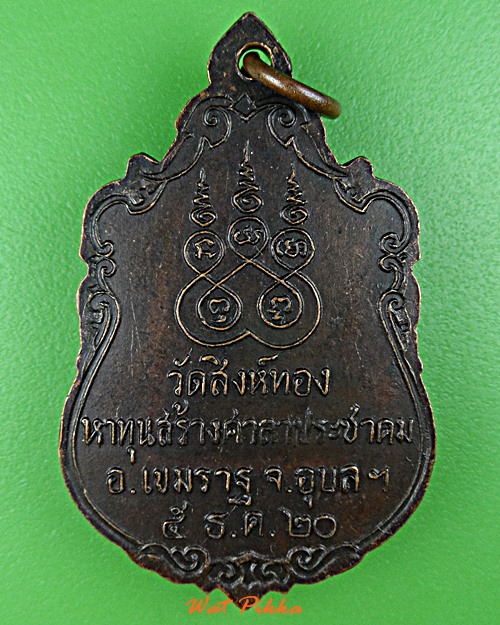 วัดสิงห์ทอง
หาทุนสร้างศาลาประชาคม
อ.เขมราฐ จ.อุบลฯ
๕ ธ.ค.๒๐
Wat Pikka